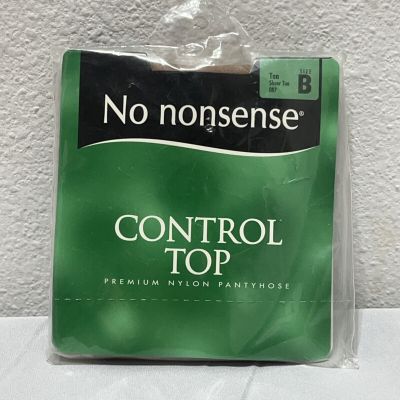 Tan
Sheer Toe
SIZE
B
No nonsense®
CONTROL
TOP
PREMIUM NYLON PANTYHOSE